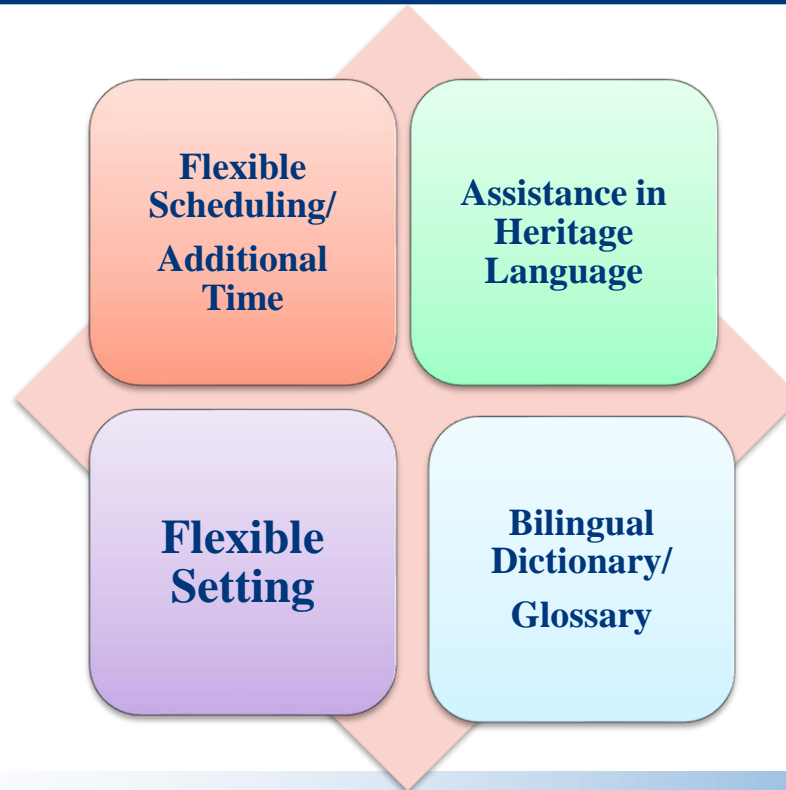 Flexible
Scheduling/
Additional
Time
Assistance in
Heritage
Language
Flexible
Setting
Bilingual
Dictionary/
Glossary